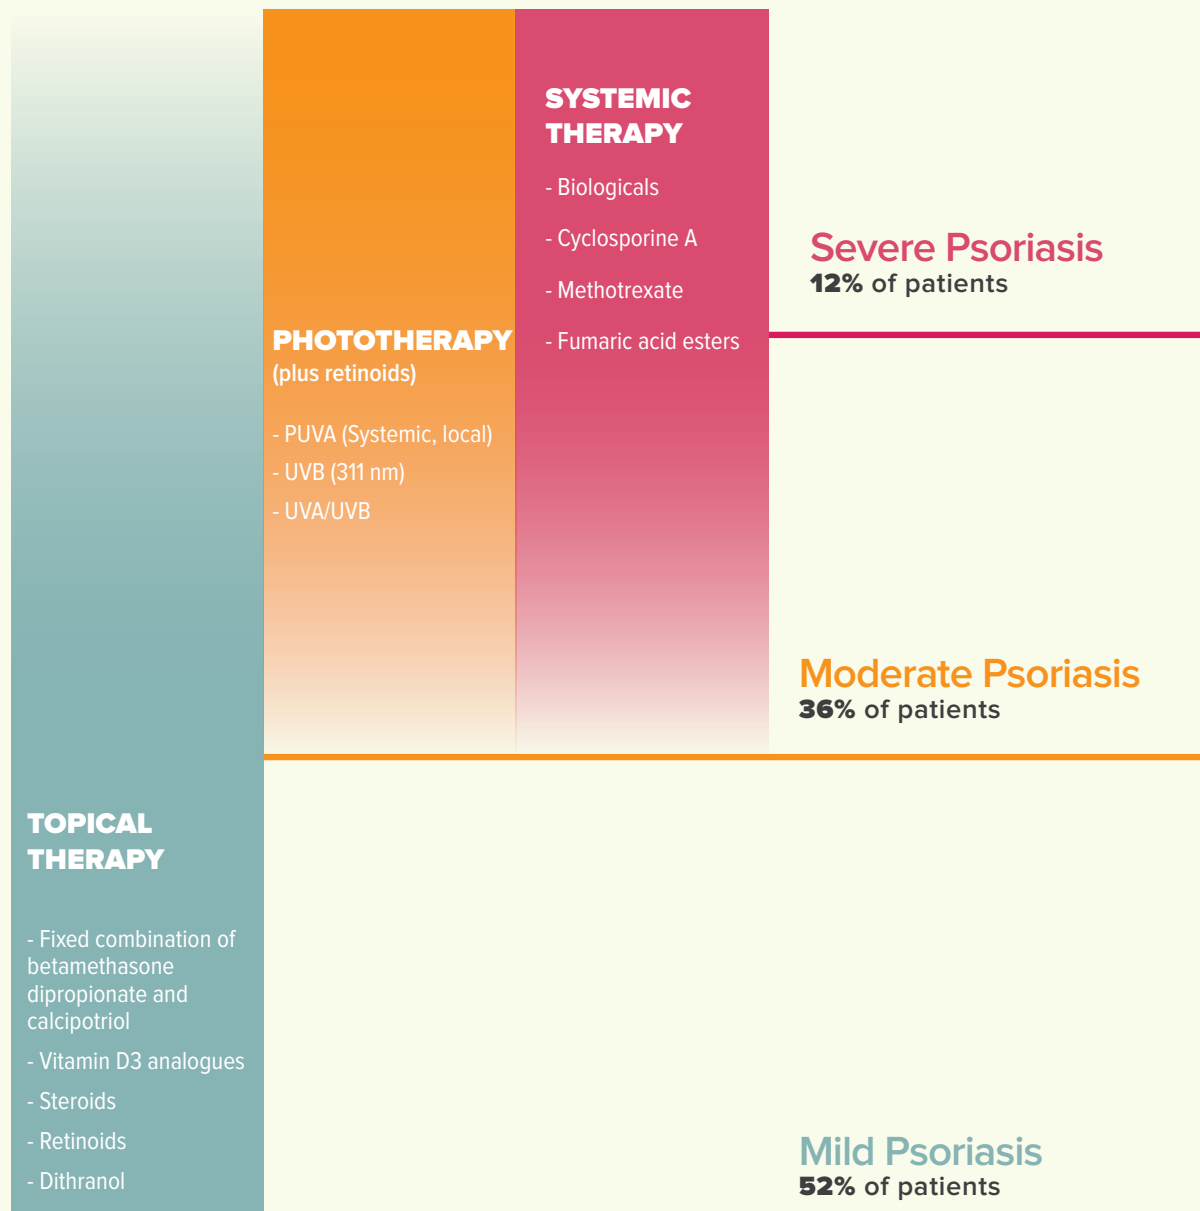 SYSTEMIC
THERAPY
- Biologicals
- Cyclosporine A
- Methotrexate
- Fumaric acid esters
Severe Psoriasis
12% of patients
PHOTOTHERAPY
(plus retinoids)
- PUVA (Systemic, local)
- UVB (311 nm)
- UVA/UVB
Moderate Psoriasis
36% of patients
TOPICAL
THERAPY
- Fixed combination of
betamethasone
dipropionate and
calcipotriol
- Vitamin D3 analogues
- Steroids
- Retinoids
- Dithranol
Mild Psoriasis
52% of patients